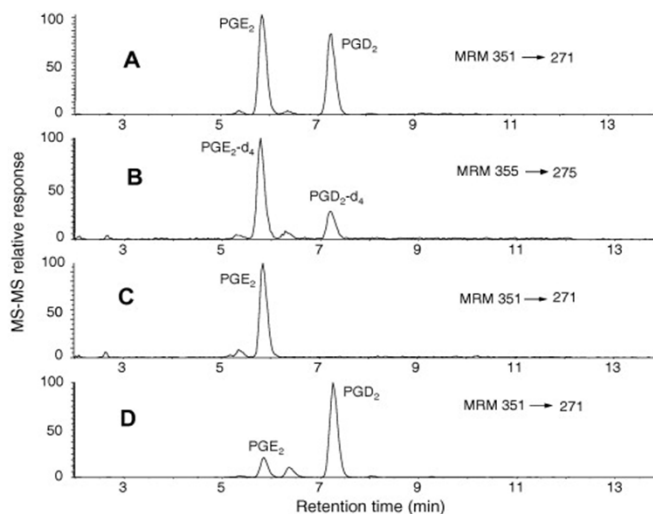 MS-MS relative response
100
50
0
A
PGE₂
PGD₂
MRM 351 → 271
3 5 7 9 11 13
100
50
0
B
PGE₂-d₄
PGD₂-d₄
MRM 355 → 275
3 5 7 9 11 13
100
50
0
C
PGE₂
MRM 351 → 271
3 5 7 9 11 13
100
50
0
D
PGE₂
PGD₂
MRM 351 → 271
3 5 7 9 11 13
Retention time (min)